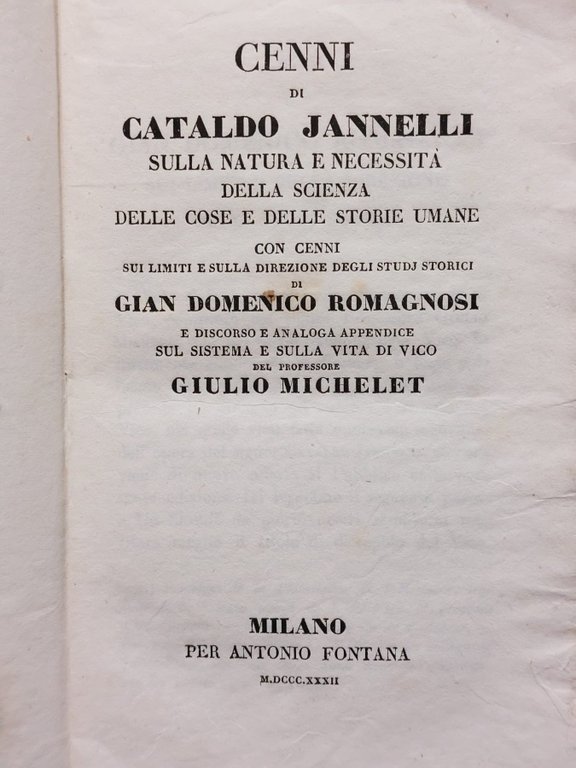 CENNI
DI
CATALDO JANNELLI
SULLA NATURA E NECESSITÀ
DELLA SCIENZA
DELLE COSE E DELLE STORIE UMANE
CON CENNI
SUI LIMITI E SULLA DIREZIONE DEGLI STUDJ STORICI
DI
GIAN DOMENICO ROMAGNOSI
E DISCORSO E ANALOGA APPENDICE
SUL SISTEMA E SULLA VITA DI VICO
DEL PROFESSORE
GIULIO MICHELET
MILANO
PER ANTONIO FONTANA
M.DCCC.XXXII